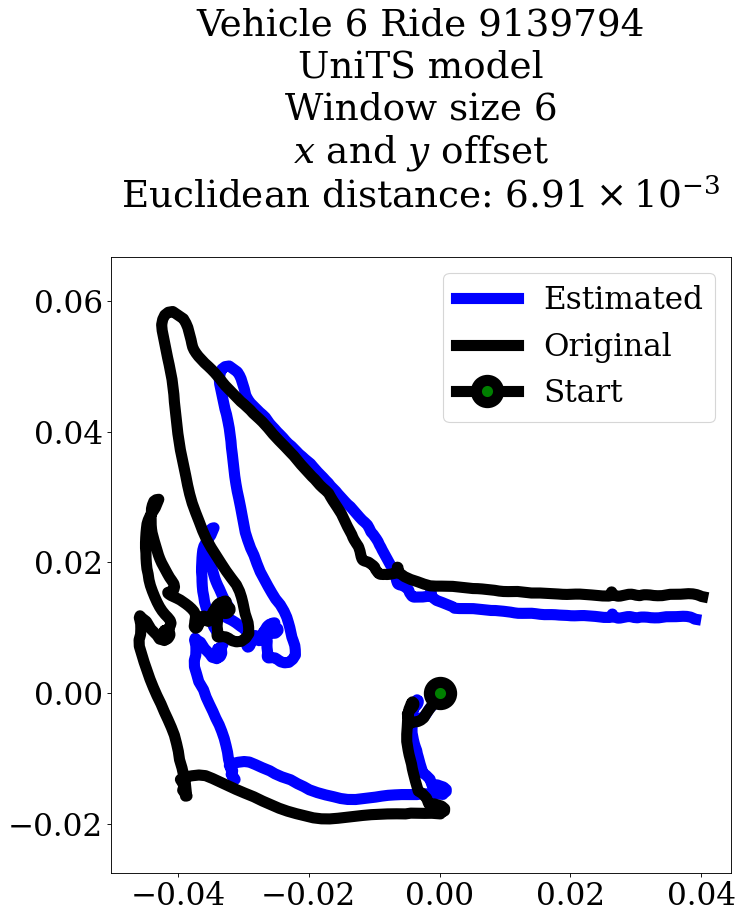 Vehicle 6 Ride 9139794
UniTS model
Window size 6
x and y offset
Euclidean distance: 6.91 × 10⁻³
Estimated
Original
Start
0.06
0.04
0.02
0.00
−0.02
−0.04 −0.02 0.00 0.02 0.04